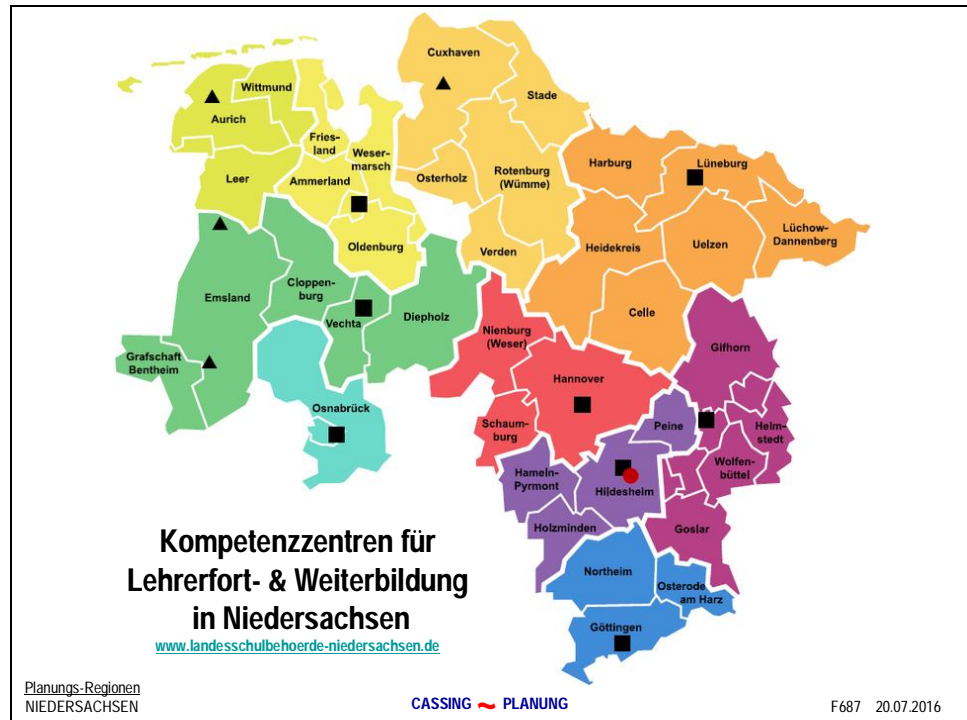 Cuxhaven
Stade
Wittmund
Aurich
Fries-
land
Weser-
marsch
Harburg
Lüneburg
Leer
Ammerland
Osterholz
Rotenburg
(Wümme)
Lüchow-
Dannenberg
Oldenburg
Verden
Heidekreis
Uelzen
Cloppen-
burg
Emsland
Vechta
Diepholz
Celle
Nienburg
(Weser)
Gifhorn
Grafschaft
Bentheim
Hannover
Osnabrück
Schaum-
burg
Peine
Helm-
stedt
Hameln-
Pyrmont
Hildesheim
Wolfen-
büttel
Holzminden
Goslar
Northeim
Osterode
am Harz
Göttingen
Kompetenzzentren für
Lehrerfort- & Weiterbildung
in Niedersachsen
www.landesschulbehoerde-niedersachsen.de
Planungs-Regionen
NIEDERSACHSEN
CASSING ~ PLANUNG
F687 20.07.2016